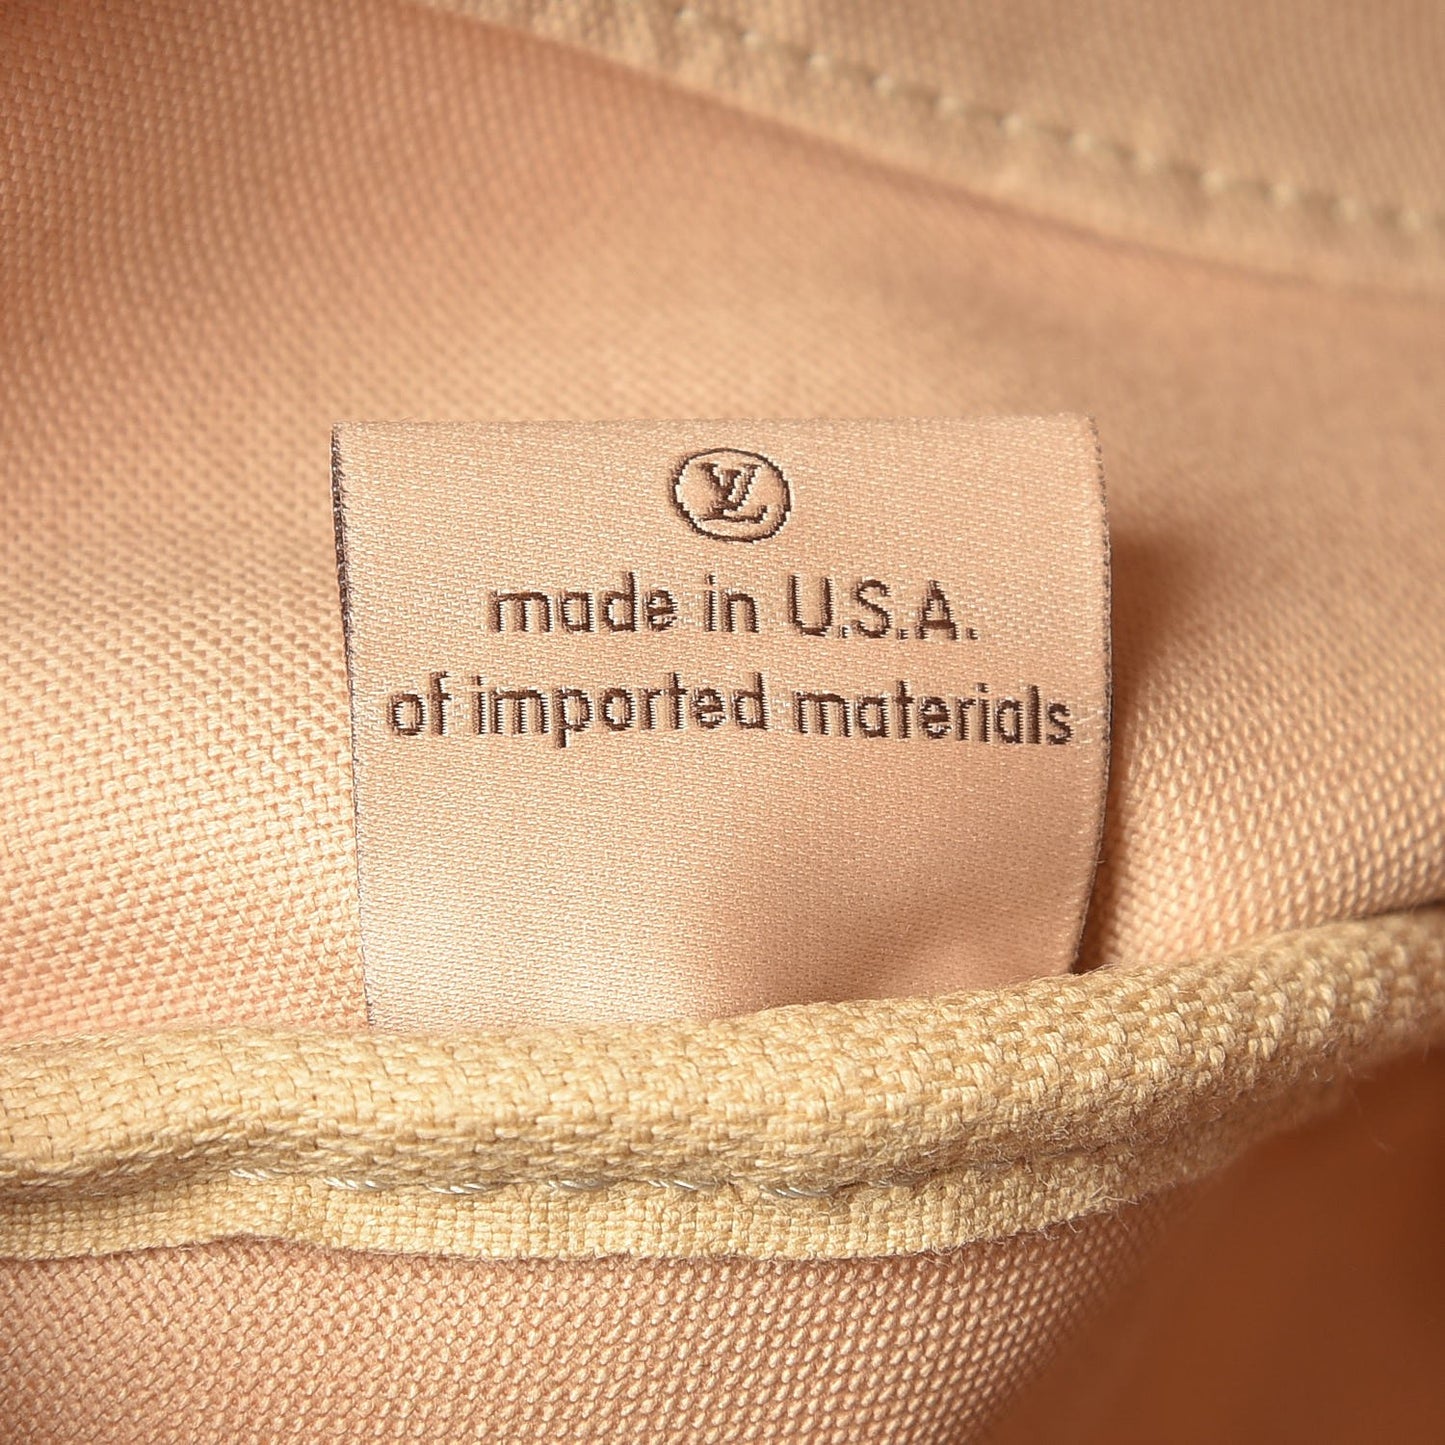 LV
made in U.S.A.
of imported materials